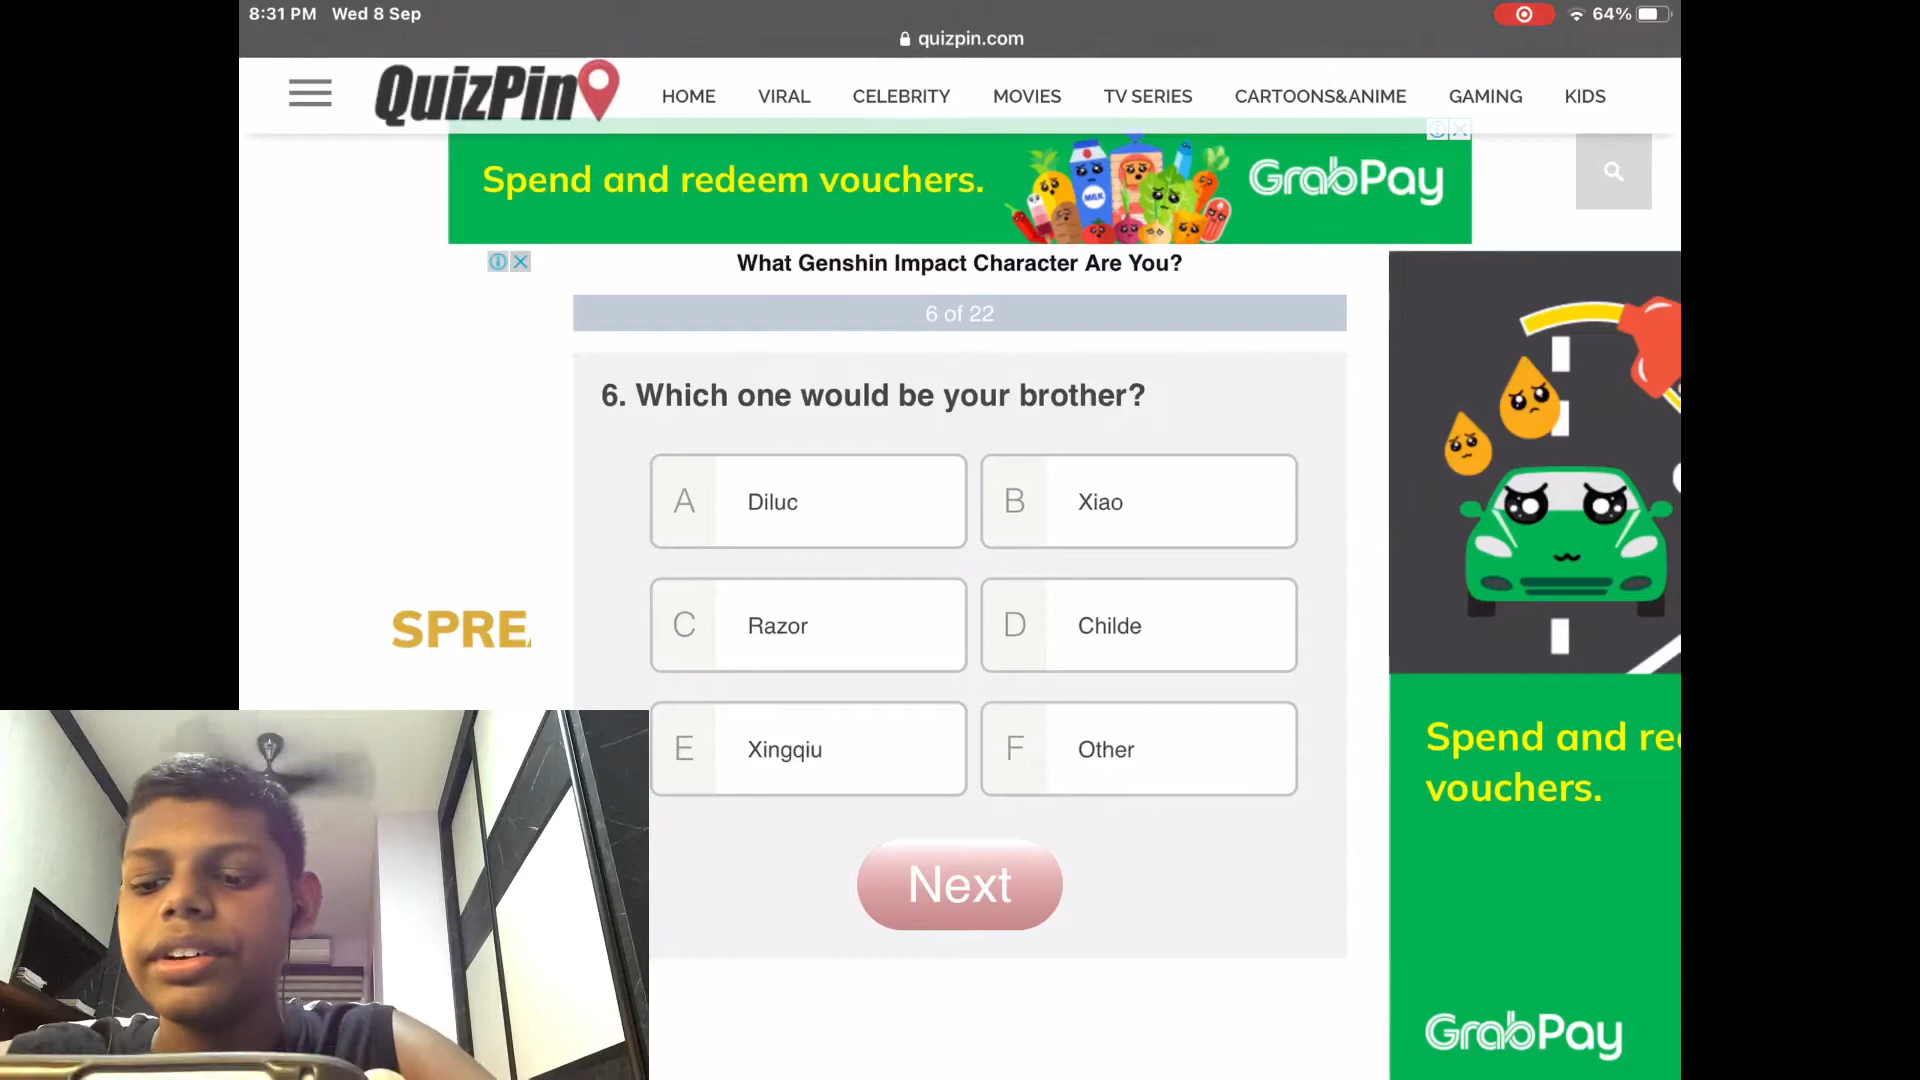 8:31 PM Wed 8 Sep
64%
quizpin.com
QuizPin
HOME VIRAL CELEBRITY MOVIES TV SERIES CARTOONS&ANIME GAMING KIDS
Spend and redeem vouchers.
MILK
GrabPay
What Genshin Impact Character Are You?
6 of 22
6. Which one would be your brother?
A Diluc
B Xiao
C Razor
D Childe
E Xingqiu
F Other
Next
SPRE
Spend and re
vouchers.
GrabPay